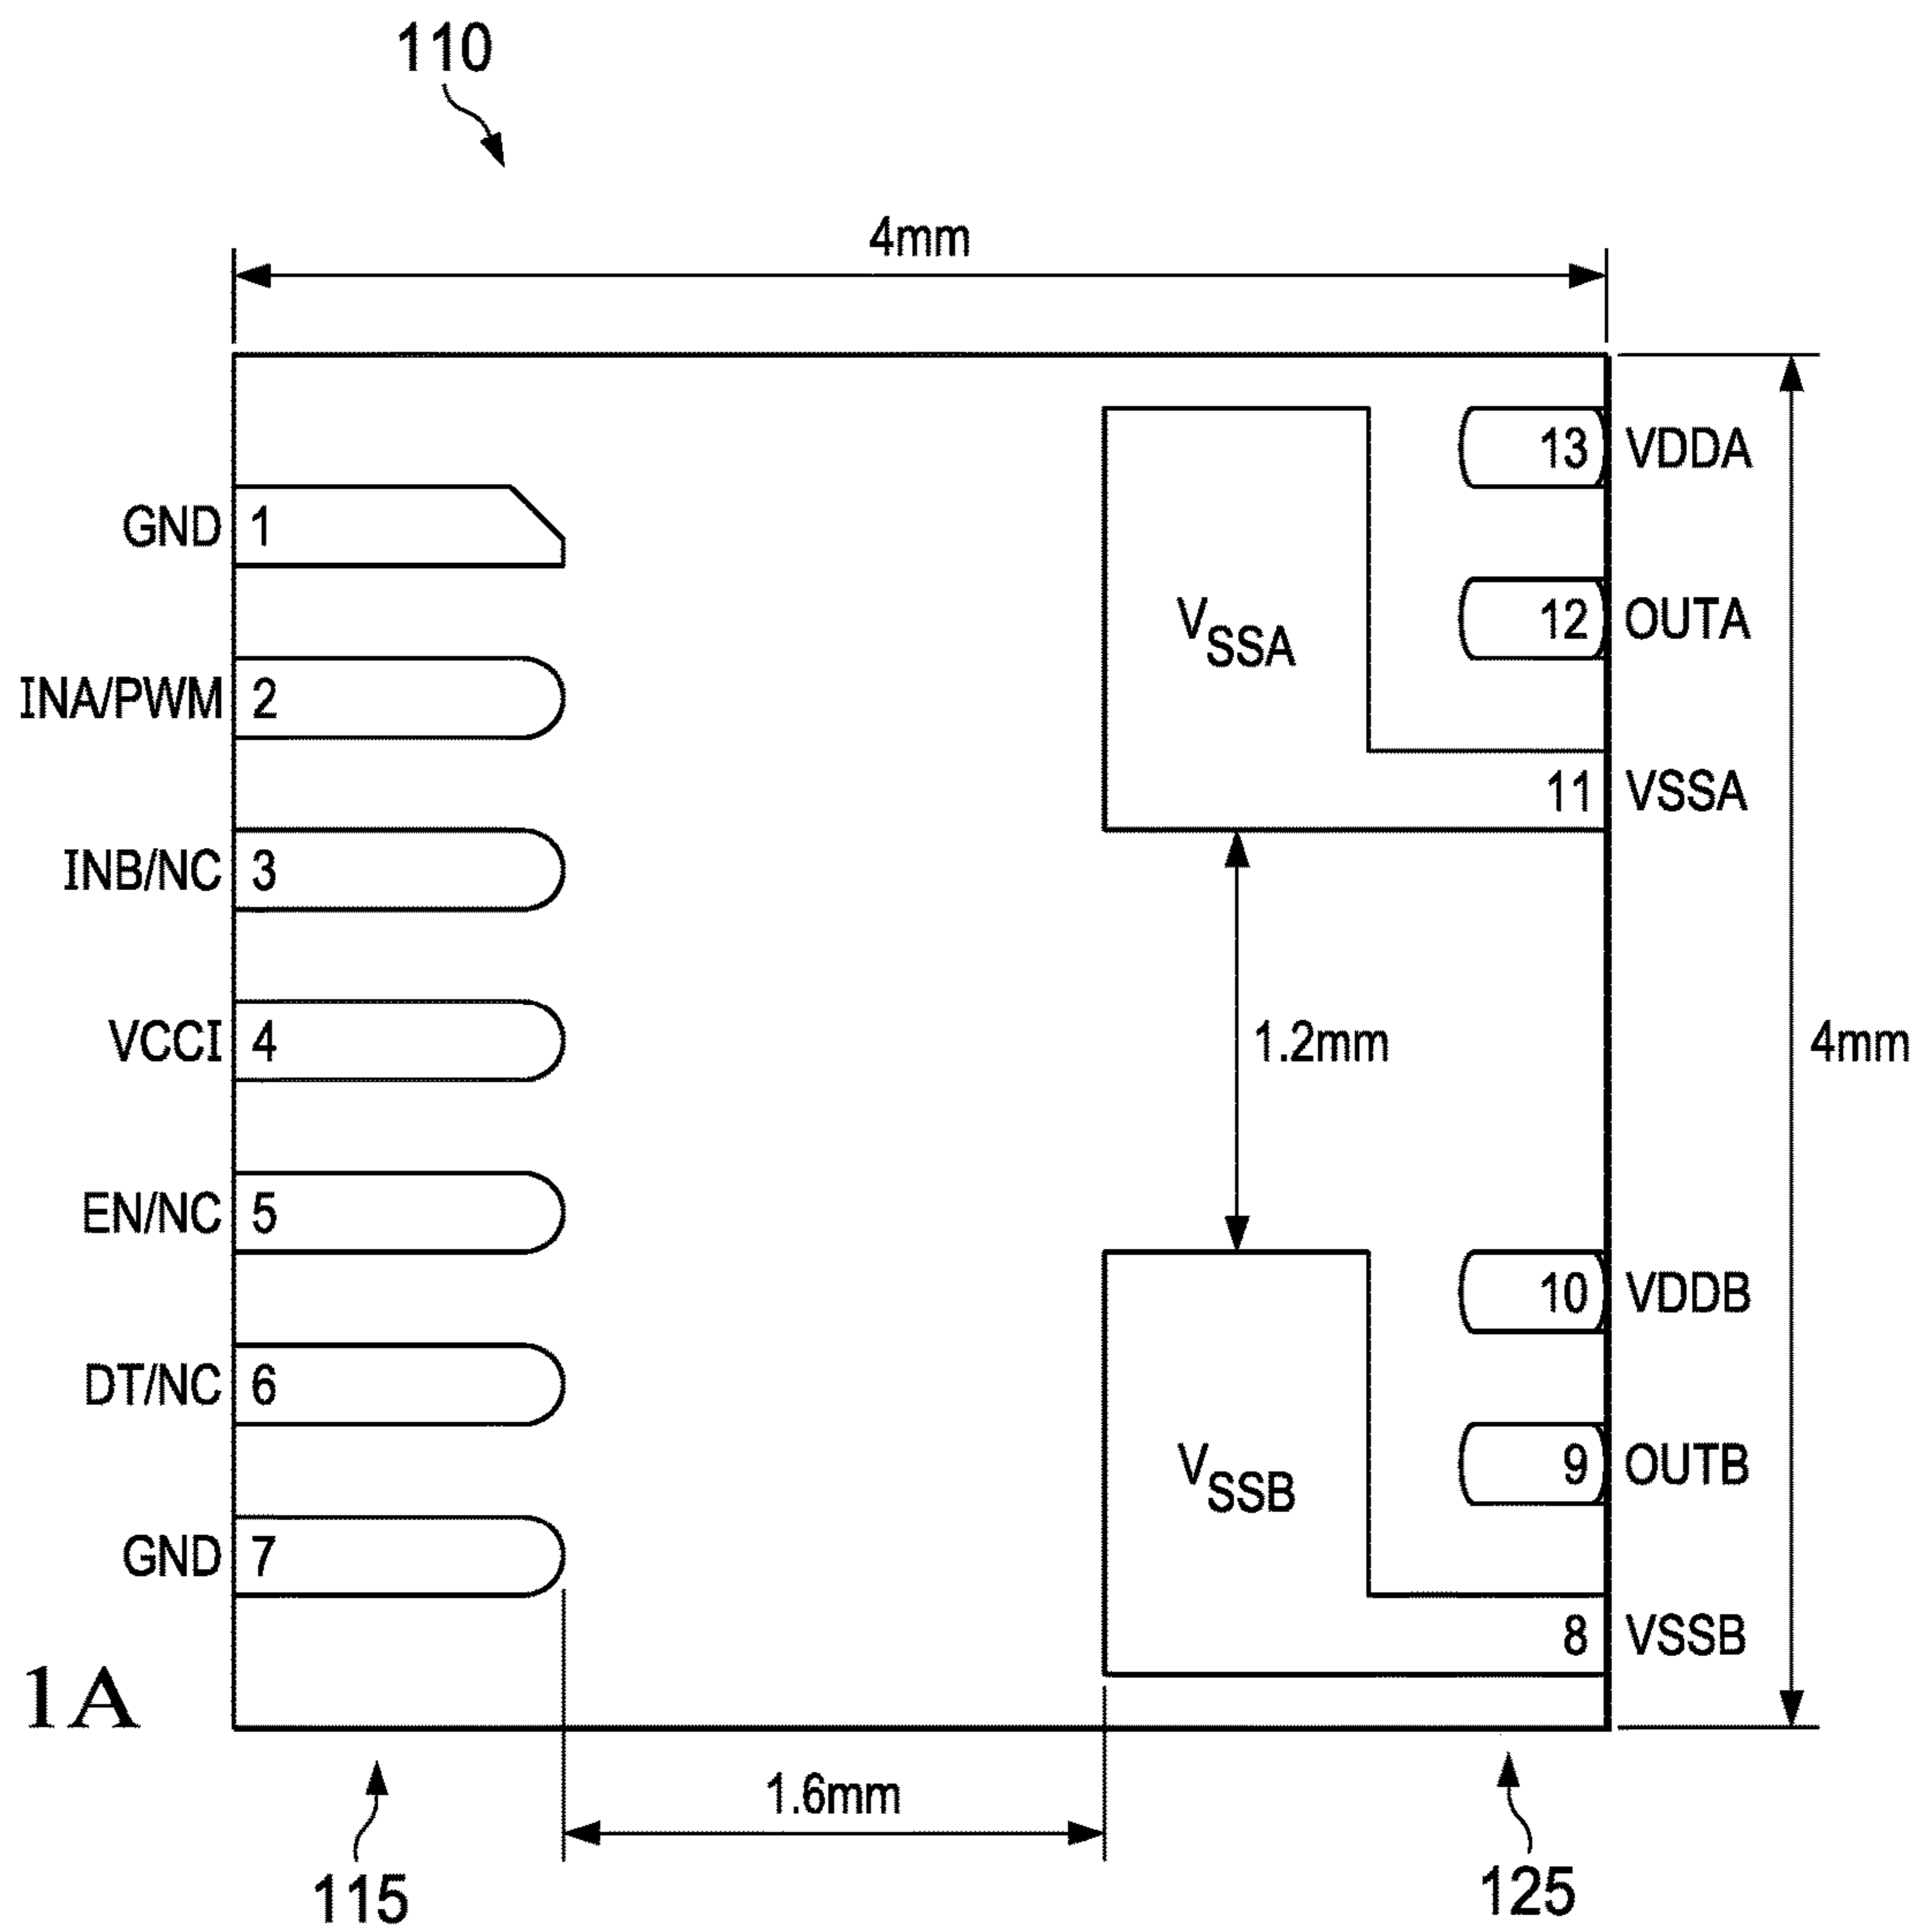 110
4mm
13 VDDA
GND 1
V SSA
12 OUTA
INA/PWM 2
11 VSSA
INB/NC 3
VCCI 4
1.2mm
4mm
EN/NC 5
10 VDDB
DT/NC 6
V SSB
9 OUTB
GND 7
8 VSSB
1A
1.6mm
115
125